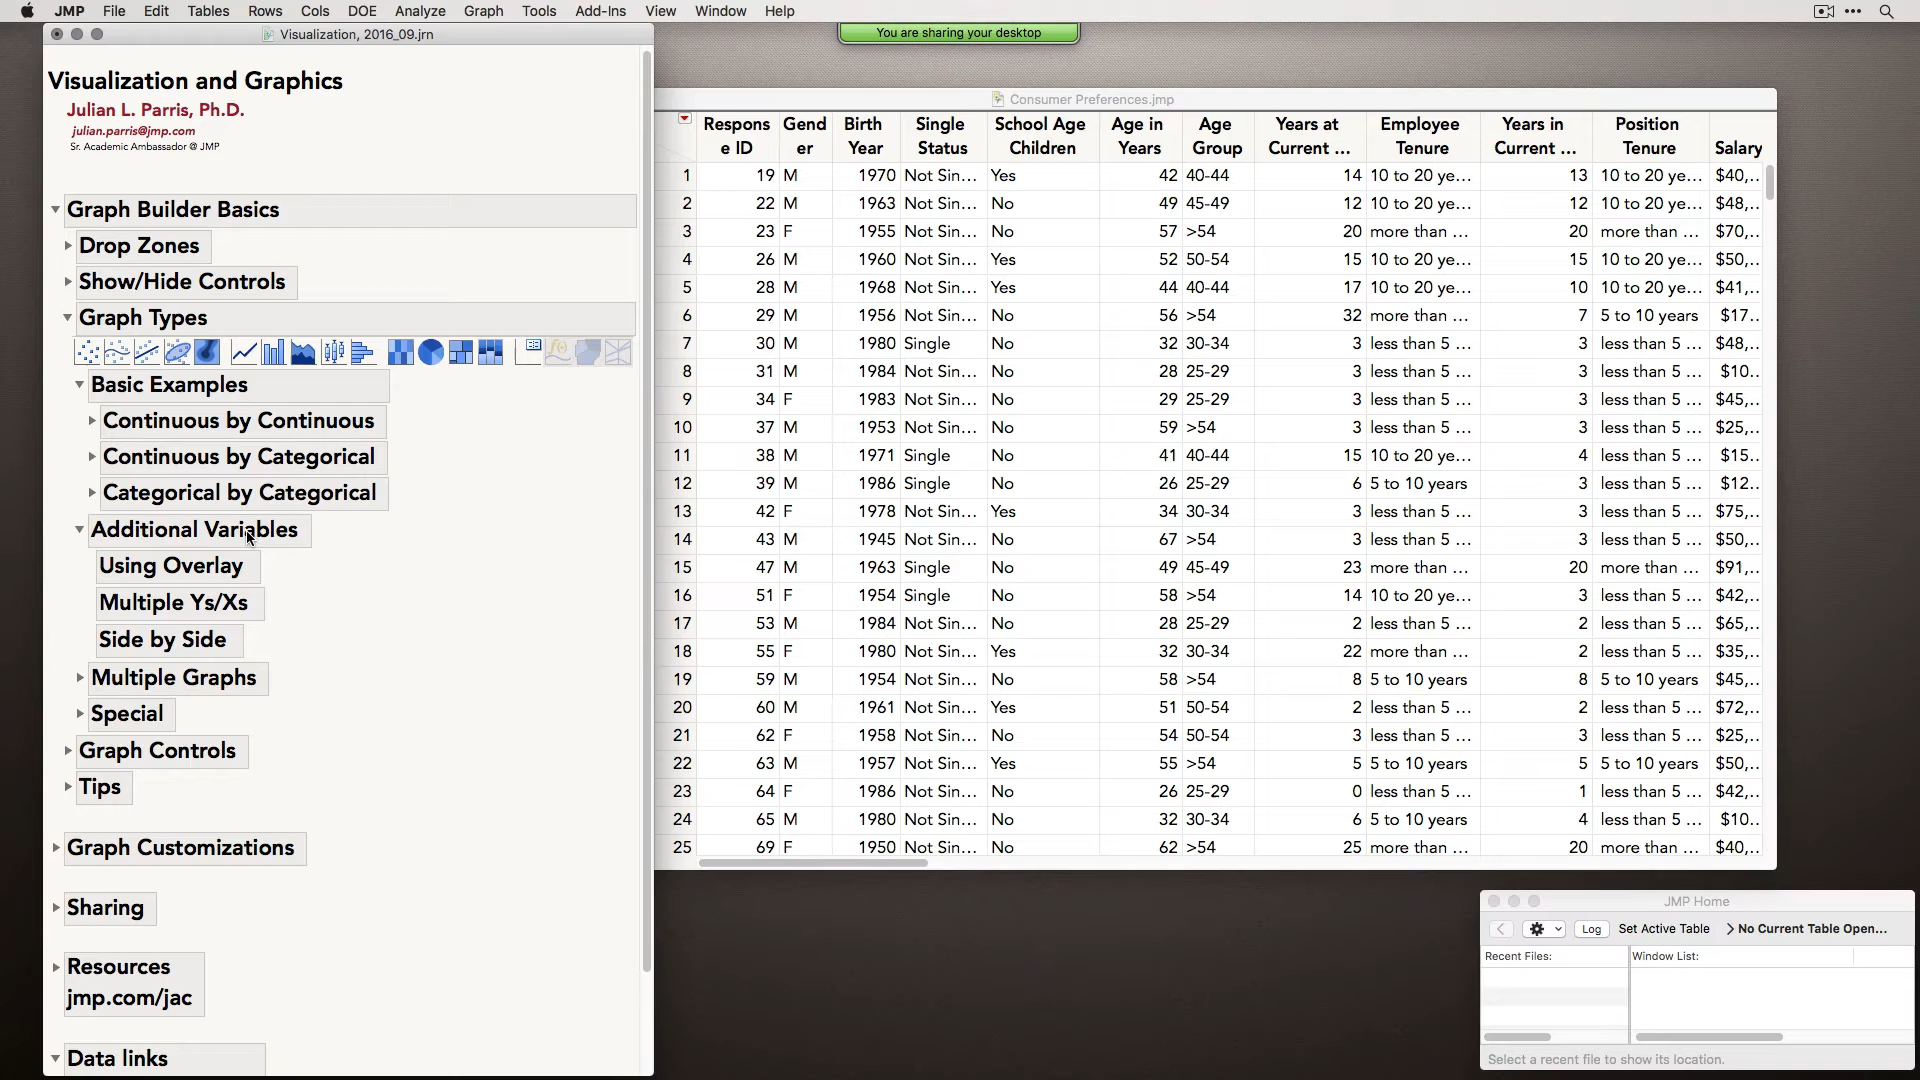 JMP File Edit Tables Rows Cols DOE Analyze Graph Tools Add-Ins View Window Help
You are sharing your desktop
Visualization, 2016_09.jrn
Visualization and Graphics
Julian L. Parris, Ph.D.
julian.parris@jmp.com
Sr. Academic Ambassador @ JMP
Graph Builder Basics
Drop Zones
Show/Hide Controls
Graph Types
Basic Examples
Continuous by Continuous
Continuous by Categorical
Categorical by Categorical
Additional Variables
Using Overlay
Multiple Ys/Xs
Side by Side
Multiple Graphs
Special
Graph Controls
Tips
Graph Customizations
Sharing
Resources
jmp.com/jac
Data links
Consumer Preferences.jmp
Respons Gend Birth Single School Age Age in Age Years at Employee Years in Position
e ID er Year Status Children Years Group Current ... Tenure Current ... Tenure Salary
1 19 M 1970 Not Sin... Yes 42 40-44 14 10 to 20 ye... 13 10 to 20 ye... $40,..
2 22 M 1963 Not Sin... No 49 45-49 12 10 to 20 ye... 12 10 to 20 ye... $48,..
3 23 F 1955 Not Sin... No 57 >54 20 more than ... 20 more than ... $70,..
4 26 M 1960 Not Sin... Yes 52 50-54 15 10 to 20 ye... 15 10 to 20 ye... $50,..
5 28 M 1968 Not Sin... Yes 44 40-44 17 10 to 20 ye... 10 10 to 20 ye... $41,..
6 29 M 1956 Not Sin... No 56 >54 32 more than ... 7 5 to 10 years $17..
7 30 M 1980 Single No 32 30-34 3 less than 5 ... 3 less than 5 ... $48,..
8 31 M 1984 Not Sin... No 28 25-29 3 less than 5 ... 3 less than 5 ... $10..
9 34 F 1983 Not Sin... No 29 25-29 3 less than 5 ... 3 less than 5 ... $45,..
10 37 M 1953 Not Sin... No 59 >54 3 less than 5 ... 3 less than 5 ... $25,..
11 38 M 1971 Single No 41 40-44 15 10 to 20 ye... 4 less than 5 ... $15..
12 39 M 1986 Single No 26 25-29 6 5 to 10 years 3 less than 5 ... $12..
13 42 F 1978 Not Sin... Yes 34 30-34 3 less than 5 ... 3 less than 5 ... $75,..
14 43 M 1945 Not Sin... No 67 >54 3 less than 5 ... 3 less than 5 ... $50,..
15 47 M 1963 Single No 49 45-49 23 more than ... 20 more than ... $91,..
16 51 F 1954 Single No 58 >54 14 10 to 20 ye... 3 less than 5 ... $42,..
17 53 M 1984 Not Sin... No 28 25-29 2 less than 5 ... 2 less than 5 ... $65,..
18 55 F 1980 Not Sin... Yes 32 30-34 22 more than ... 2 less than 5 ... $35,..
19 59 M 1954 Not Sin... No 58 >54 8 5 to 10 years 8 5 to 10 years $45,..
20 60 M 1961 Not Sin... Yes 51 50-54 2 less than 5 ... 2 less than 5 ... $72,..
21 62 F 1958 Not Sin... No 54 50-54 3 less than 5 ... 3 less than 5 ... $25,..
22 63 M 1957 Not Sin... Yes 55 >54 5 5 to 10 years 5 5 to 10 years $50,..
23 64 F 1986 Not Sin... No 26 25-29 0 less than 5 ... 1 less than 5 ... $42,..
24 65 M 1980 Not Sin... No 32 30-34 6 5 to 10 years 4 less than 5 ... $10..
25 69 F 1950 Not Sin... No 62 >54 25 more than ... 20 more than ... $40,..
JMP Home
Log Set Active Table No Current Table Open...
Recent Files: Window List:
Select a recent file to show its location.